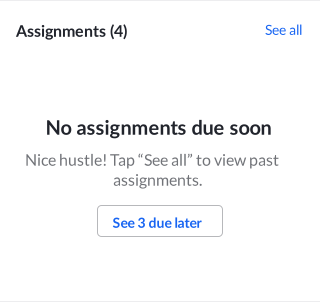 Assignments (4)
See all
No assignments due soon
Nice hustle! Tap “See all” to view past
assignments.
See 3 due later